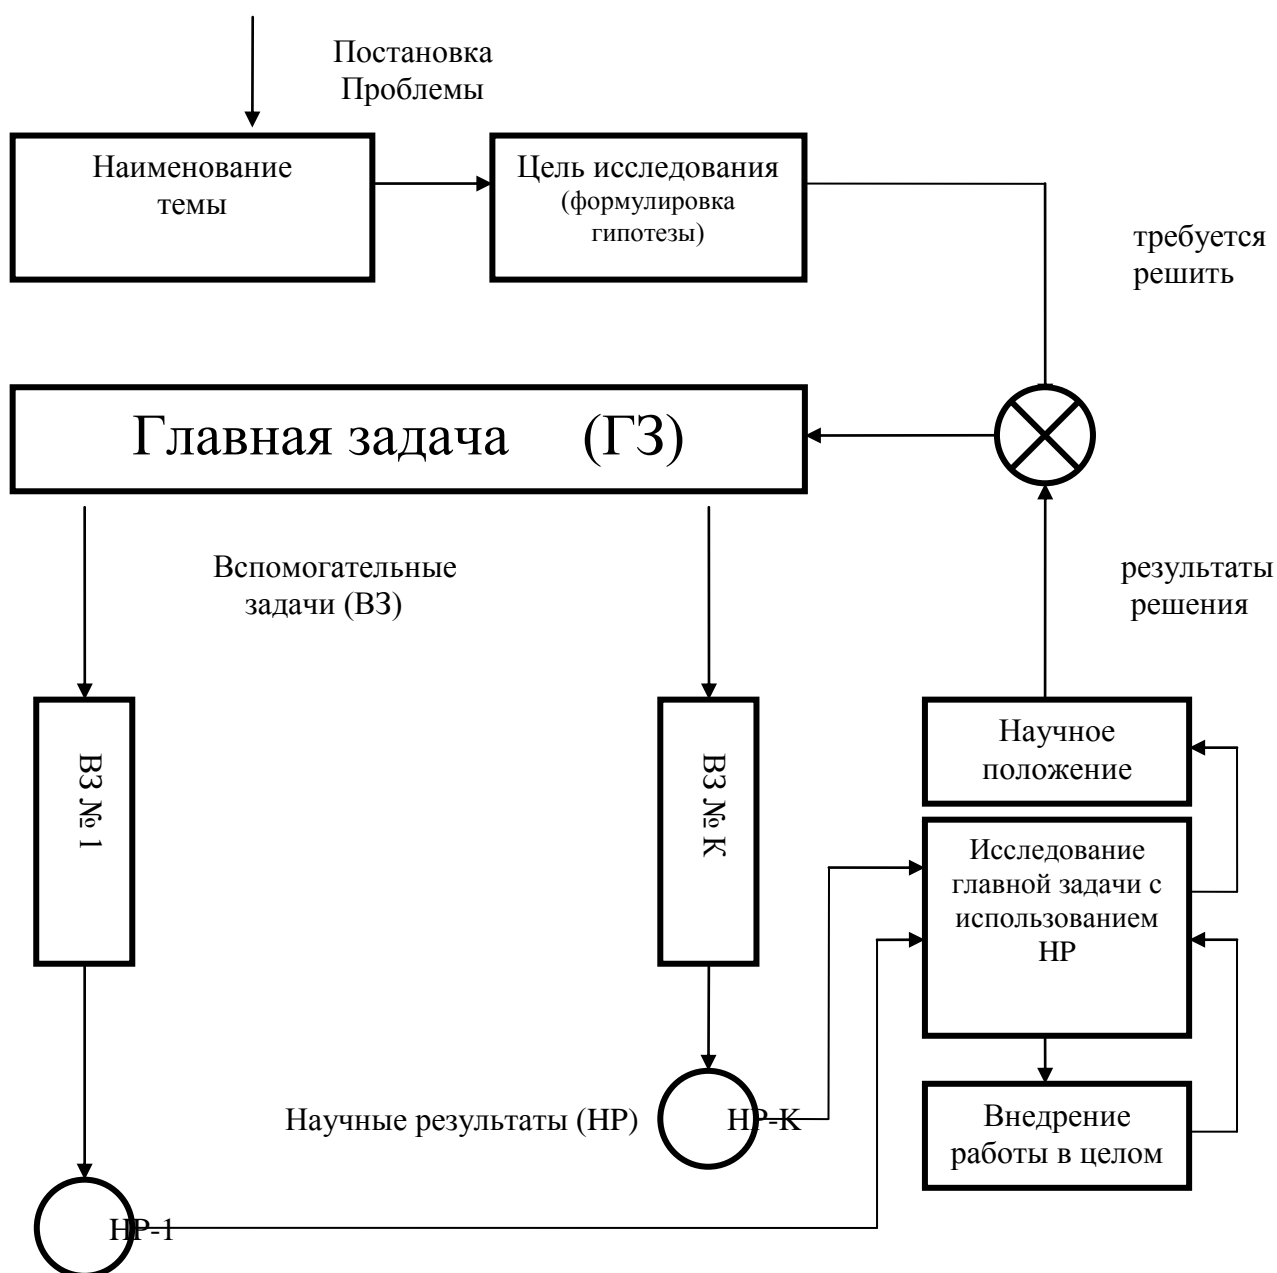 Постановка
Проблемы
Наименование
темы
Цель исследования
(формулировка
гипотезы)
требуется
решить
Главная задача (ГЗ)
Вспомогательные
задачи (ВЗ)
результаты
решения
ВЗ № 1
ВЗ № К
Научное
положение
Исследование
главной задачи с
использованием
НР
Научные результаты (НР)
НР-К
Внедрение
работы в целом
НР-1